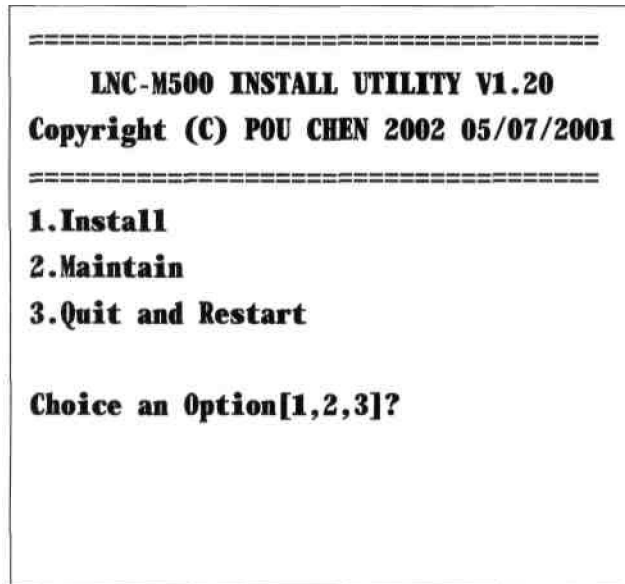 ======================================
LNC-M500 INSTALL UTILITY V1.20
Copyright (C) POU CHEN 2002 05/07/2001
======================================
1.Install
2.Maintain
3.Quit and Restart
Choice an Option[1,2,3]?